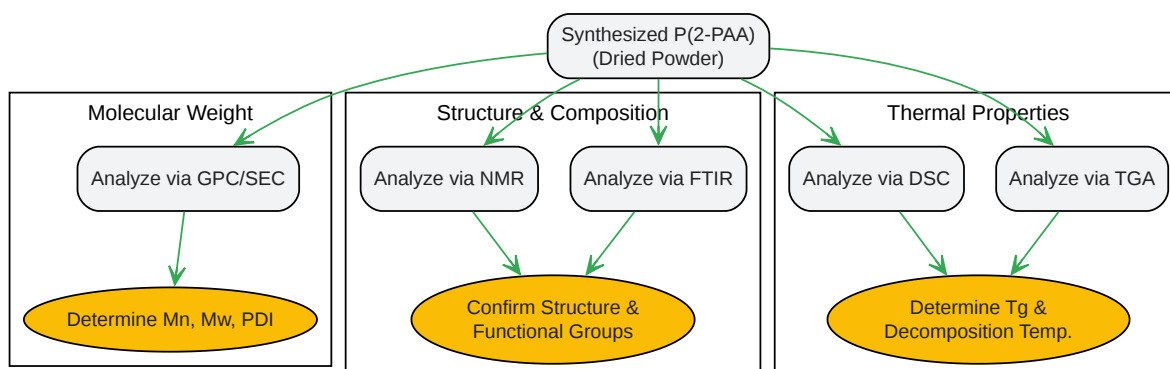 Synthesized P(2-PAA)
(Dried Powder)
Molecular Weight
Structure & Composition
Thermal Properties
Analyze via GPC/SEC
Analyze via NMR
Analyze via FTIR
Analyze via DSC
Analyze via TGA
Determine Mn, Mw, PDI
Confirm Structure &
Functional Groups
Determine Tg &
Decomposition Temp.